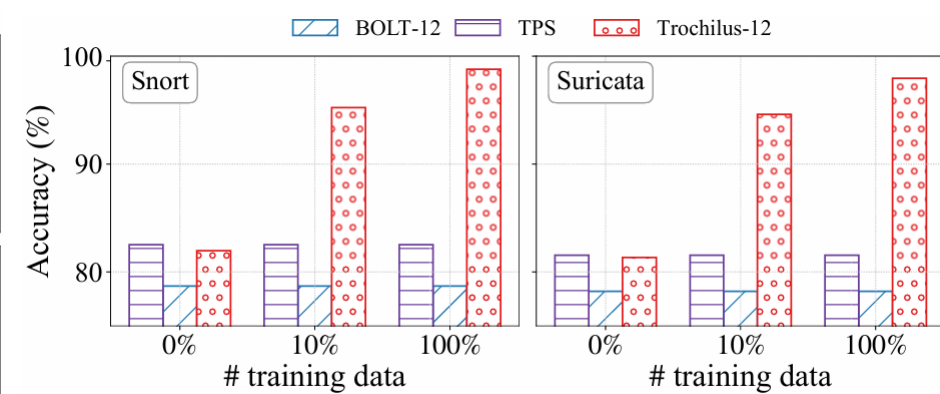 BOLT-12 TPS Trochilus-12
Snort
Suricata
Accuracy (%)
100
90
80
0% 10% 100%
0% 10% 100%
# training data
# training data